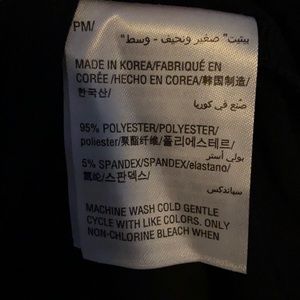 PM/
بيتيت" صغير ونحيف - وسط"
MADE IN KOREA/FABRIQUÉ EN
CORÉE /HECHO EN COREA/韩国制造/
한국산/
صنع في كوريا
95% POLYESTER/POLYESTER/
poliester/聚酯纤维/폴리에스테르/
بولي أستر
5% SPANDEX/SPANDEX/elastano/
氨纶/스판덱스/
سباندكس
MACHINE WASH COLD GENTLE
CYCLE WITH LIKE COLORS. ONLY
NON-CHLORINE BLEACH WHEN